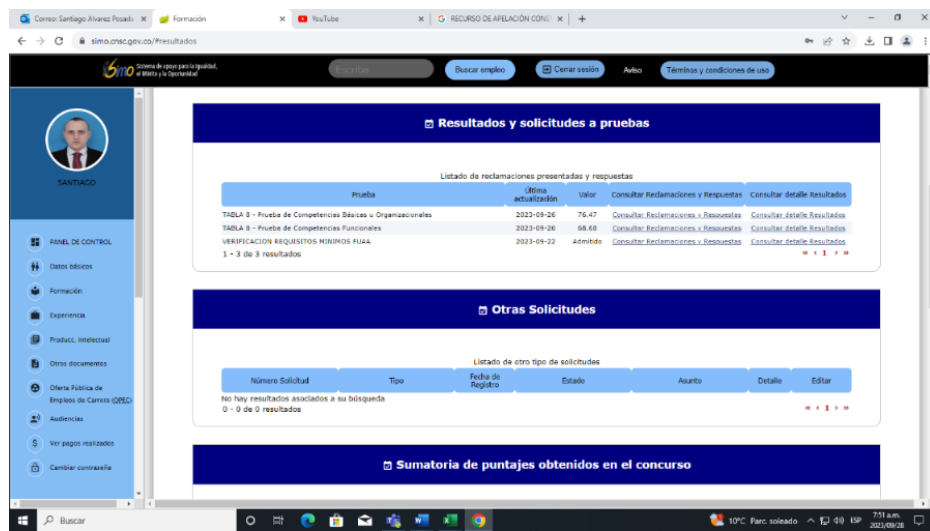 Correo: Santiago Alvarez Posada
Formación
YouTube
RECURSO DE APELACIÓN
simo.cnsc.gov.co/#resultados
Simo Sistema de apoyo para la Igualdad,
el Mérito y la Oportunidad
Escriba
Buscar empleo
Cerrar sesión
Aviso
Términos y condiciones de uso
SANTIAGO
PANEL DE CONTROL
Datos básicos
Formación
Experiencia
Product. intelectual
Otros documentos
Oferta Pública de
Empleos de Carrera (OPEC)
Audiencias
Ver pagos realizados
Cambiar contraseña
Resultados y solicitudes a pruebas
Listado de reclamaciones presentadas y respuestas
Prueba Última actualización Valor Consultar Reclamaciones y Respuestas Consultar detalle Resultados
TABLA 8 - Prueba de Competencias Básicas u Organizacionales 2023-09-26 76.47 Consultar Reclamaciones y Respuestas Consultar detalle Resultados
TABLA 8 - Prueba de Competencias Funcionales 2023-09-26 68.68 Consultar Reclamaciones y Respuestas Consultar detalle Resultados
VERIFICACION REQUISITOS MINIMOS FUAA 2023-09-22 Admitido Consultar Reclamaciones y Respuestas Consultar detalle Resultados
1 - 3 de 3 resultados « ‹ 1 › »
Otras Solicitudes
Listado de otro tipo de solicitudes
Número Solicitud Tipo Fecha de Registro Estado Asunto Detalle Editar
No hay resultados asociados a su búsqueda
0 - 0 de 0 resultados « ‹ 1 › »
Sumatoria de puntajes obtenidos en el concurso
Buscar
10°C Parc. soleado ESP 7:51 a.m.
2023/09/28